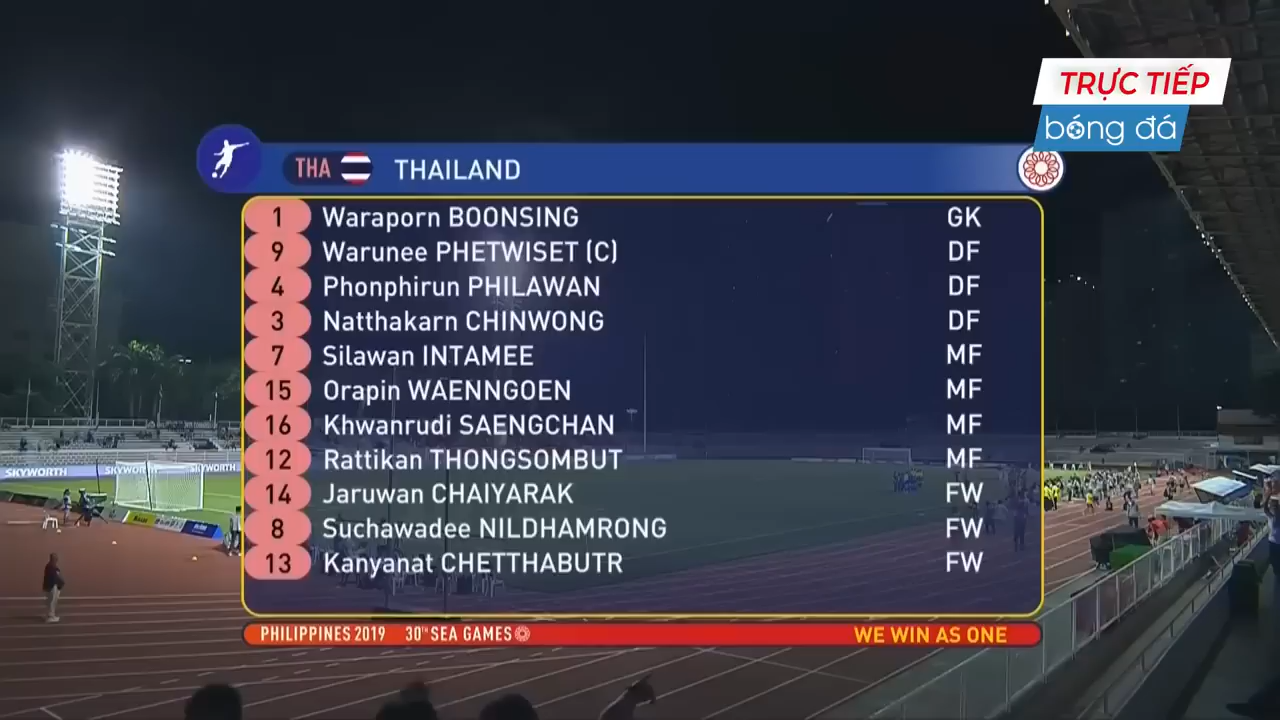 TRỰC TIẾP
bóng đá
THA THAILAND
1 Waraporn BOONSING GK
9 Warunee PHETWISET (C) DF
4 Phonphirun PHILAWAN DF
3 Natthakarn CHINWONG DF
7 Silawan INTAMEE MF
15 Orapin WAENNGOEN MF
16 Khwanrudi SAENGCHAN MF
12 Rattikan THONGSOMBUT MF
14 Jaruwan CHAIYARAK FW
8 Suchawadee NILDHAMRONG FW
13 Kanyanat CHETTHABUTR FW
SKYWORTH SKYWORTH SKYWORTH
PHILIPPINES 2019 30TH SEA GAMES WE WIN AS ONE